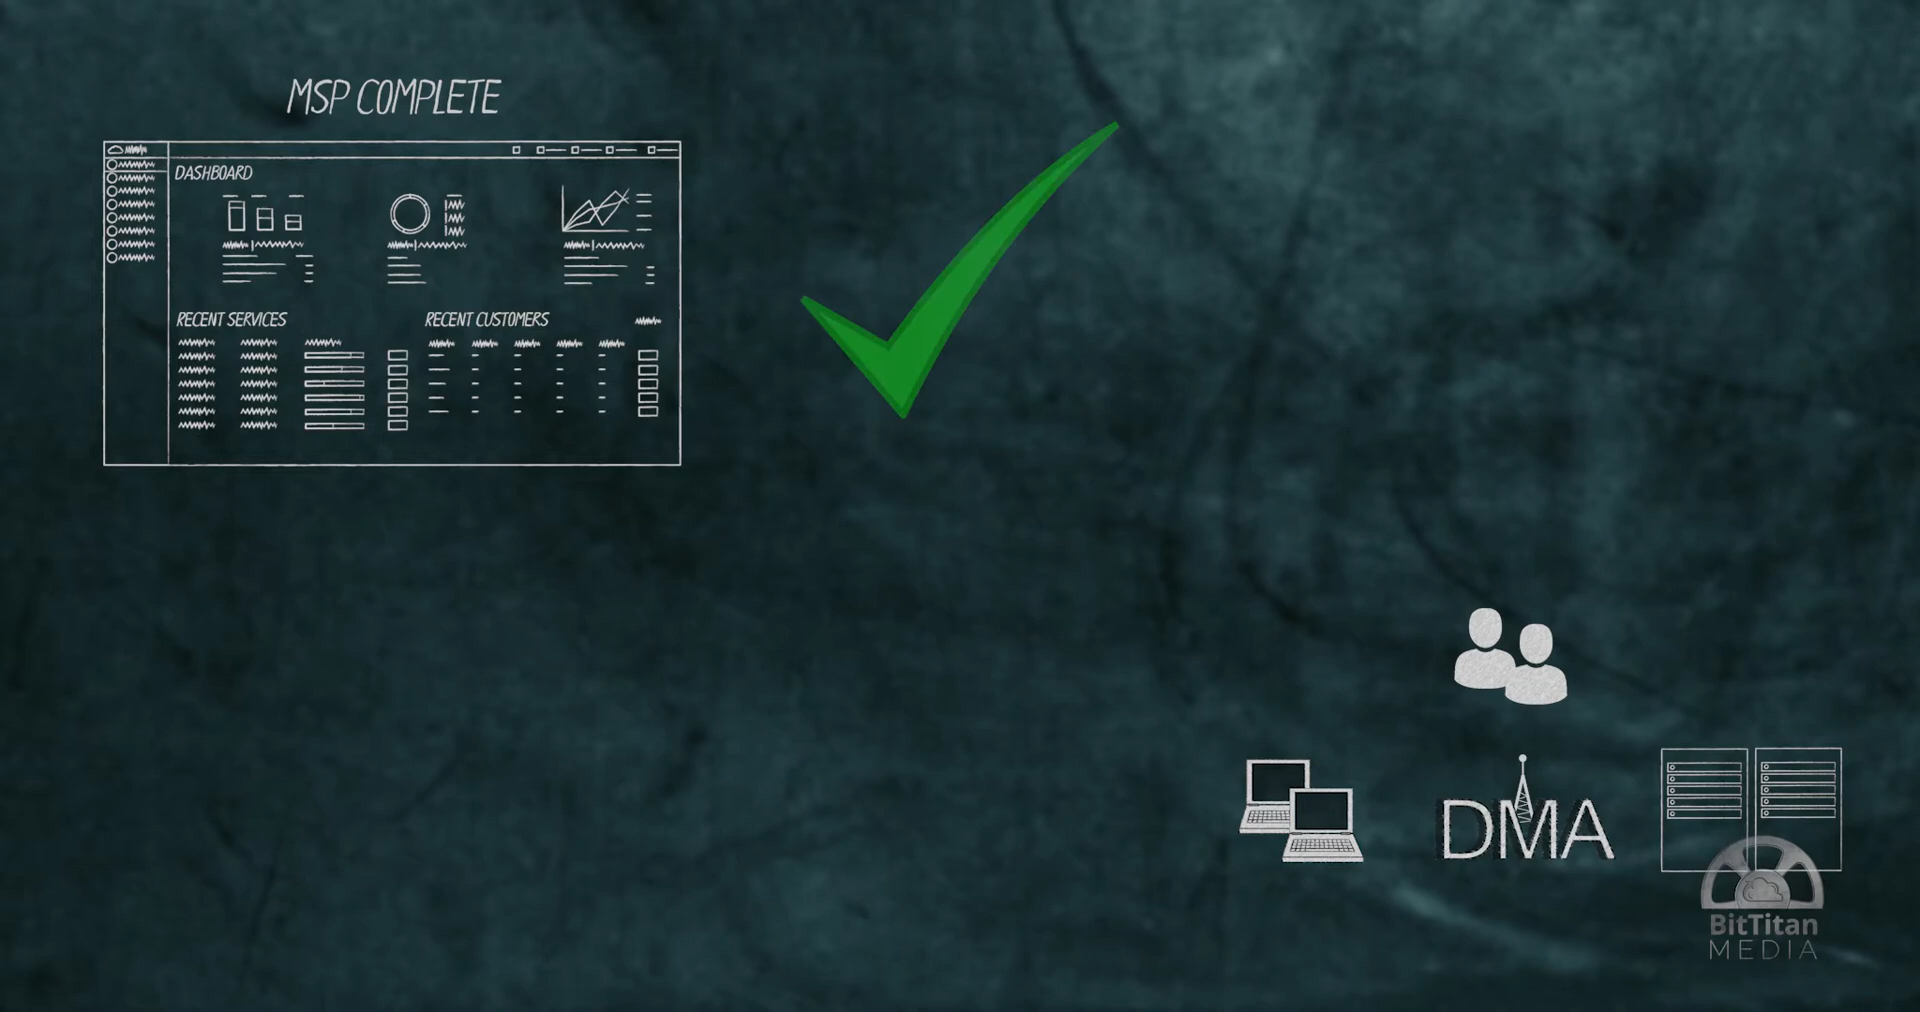 MSP COMPLETE
DASHBOARD
RECENT SERVICES
RECENT CUSTOMERS
DMA
BitTitan
MEDIA